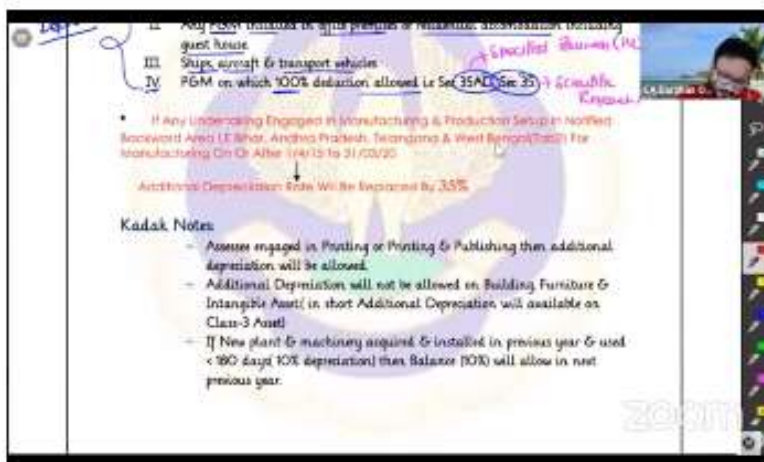 II. Any P&M installed in office premises or residential accomodation including
guest house
III. Ships, aircraft & transport vehicles
IV. P&M on which 100% deduction allowed i.e Sec 35AD, Sec 35 → Scientific
Research
→ Specified Business
• If Any Undertaking Engaged in Manufacturing & Production Setup in Notified
Backward Area I.E Bihar, Andhra Pradesh, Telangana & West Bengal(TabZ) For
Manufacturing On Or After 1/4/15 to 31/03/20
Additional Depreciation Rate Will Be Replaced By 35%
Kadak Notes
- Assessee engaged in Printing or Printing & Publishing then additional
depreciation will be allowed.
- Additional Depreciation will not be allowed on Building, Furniture &
Intangible Asset( in short Additional Depreciation will available on
Class-3 Asset)
- If New plant & machinery acquired & installed in previous year & used
< 180 days( 10% depreciation) then Balance (10%) will allow in next
previous year.
zoom